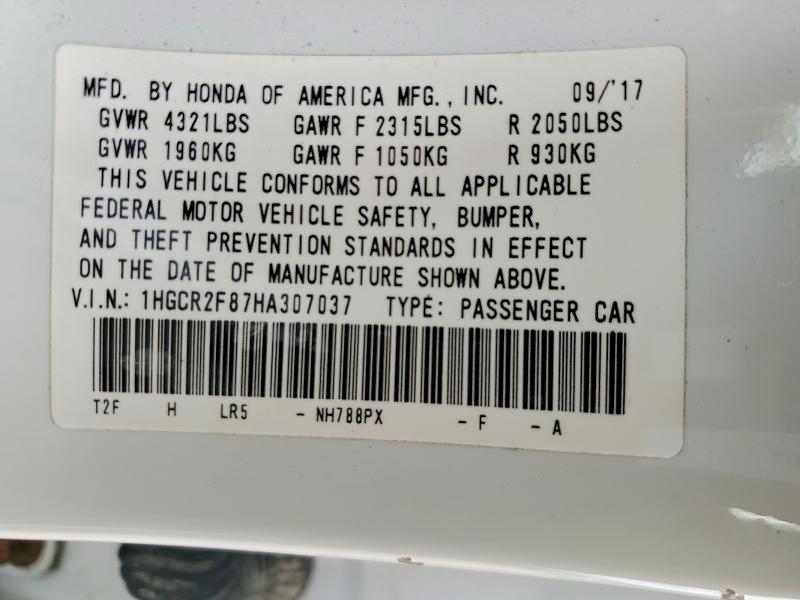 MFD. BY HONDA OF AMERICA MFG., INC. 09/'17
GVWR 4321LBS GAWR F 2315LBS R 2050LBS
GVWR 1960KG GAWR F 1050KG R 930KG
THIS VEHICLE CONFORMS TO ALL APPLICABLE
FEDERAL MOTOR VEHICLE SAFETY, BUMPER,
AND THEFT PREVENTION STANDARDS IN EFFECT
ON THE DATE OF MANUFACTURE SHOWN ABOVE.
V.I.N.: 1HGCR2F87HA307037 TYPE: PASSENGER CAR
T2F H LR5 - NH788PX - F - A